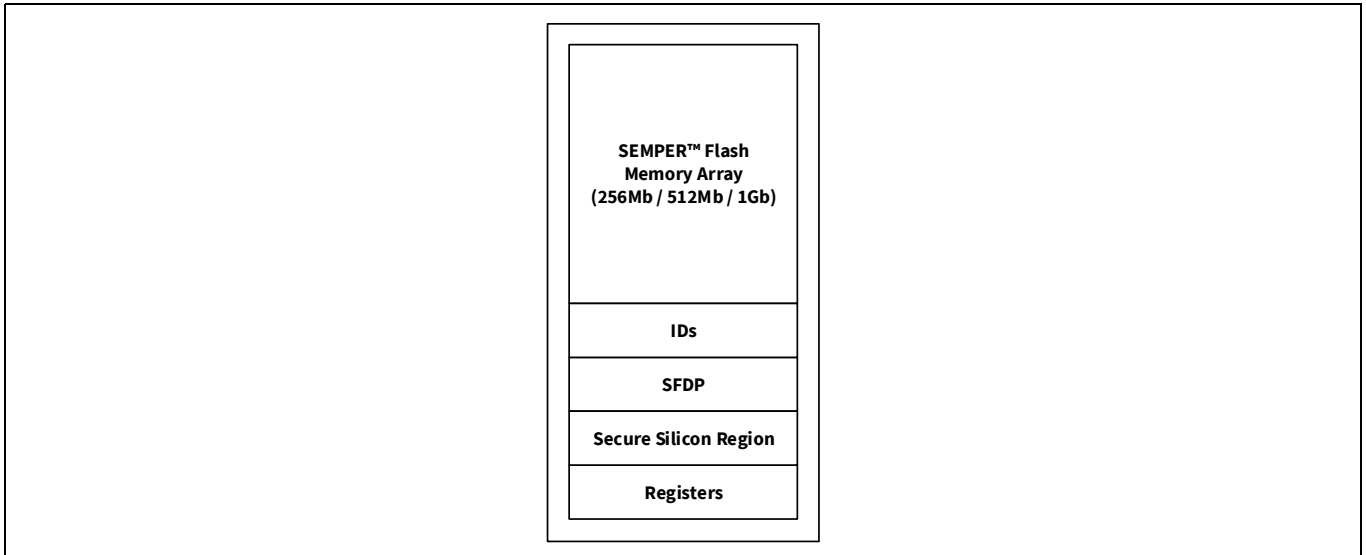 SEMPER™ Flash
Memory Array
(256Mb / 512Mb / 1Gb)
IDs
SFDP
Secure Silicon Region
Registers